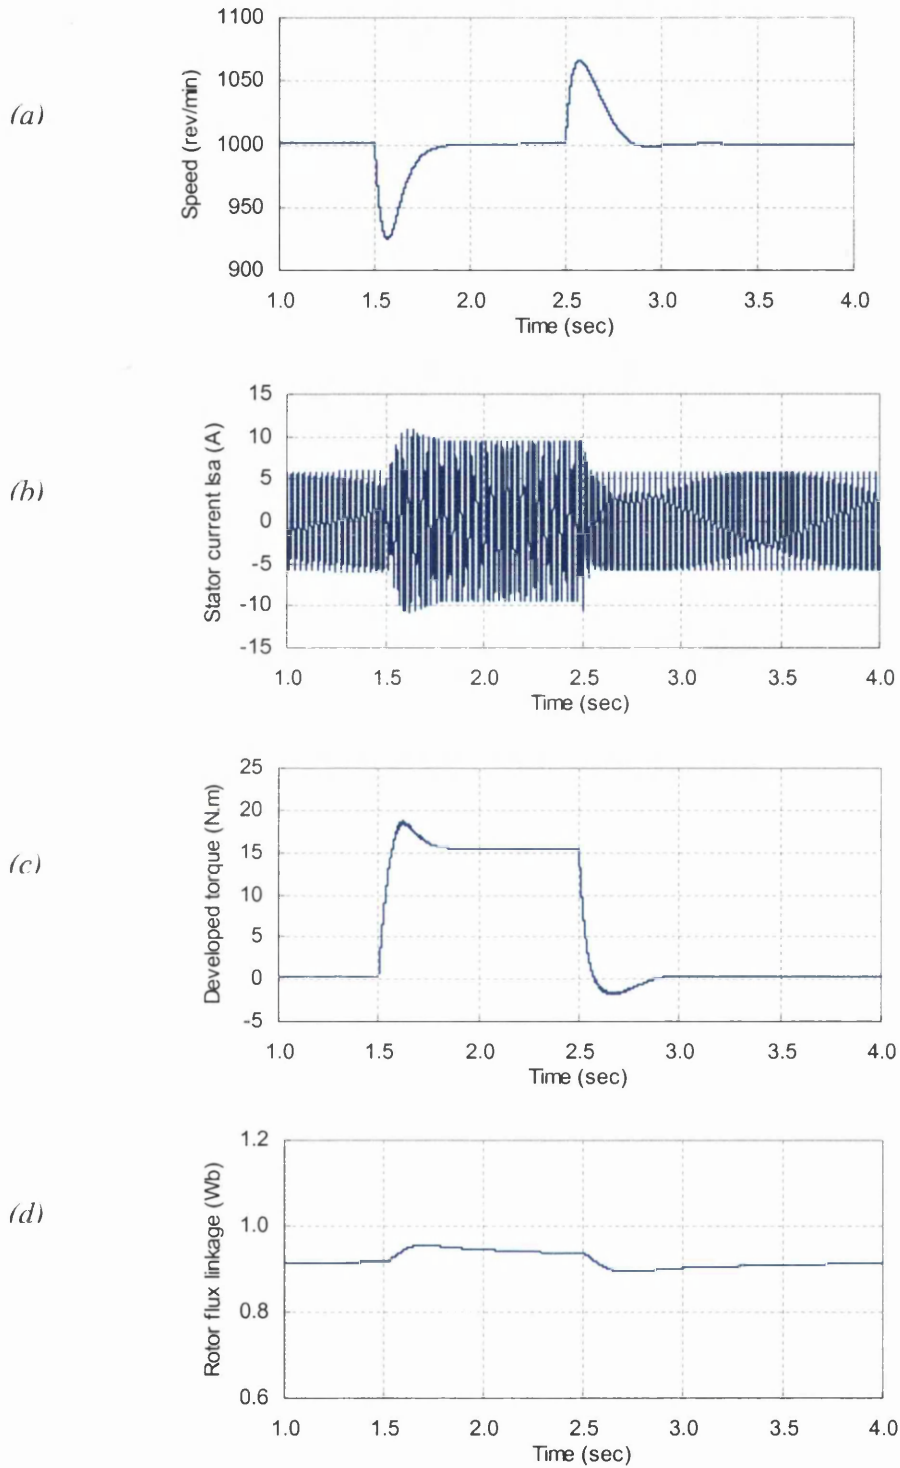 (a)
Speed (rev/min)
1100
1050
1000
950
900
1.0 1.5 2.0 2.5 3.0 3.5 4.0
Time (sec)
(b)
Stator current Isa (A)
15
10
5
0
-5
-10
-15
1.0 1.5 2.0 2.5 3.0 3.5 4.0
Time (sec)
(c)
Developed torque (N.m)
25
20
15
10
5
0
-5
1.0 1.5 2.0 2.5 3.0 3.5 4.0
Time (sec)
(d)
Rotor flux linkage (Wb)
1.2
1.0
0.8
0.6
1.0 1.5 2.0 2.5 3.0 3.5 4.0
Time (sec)